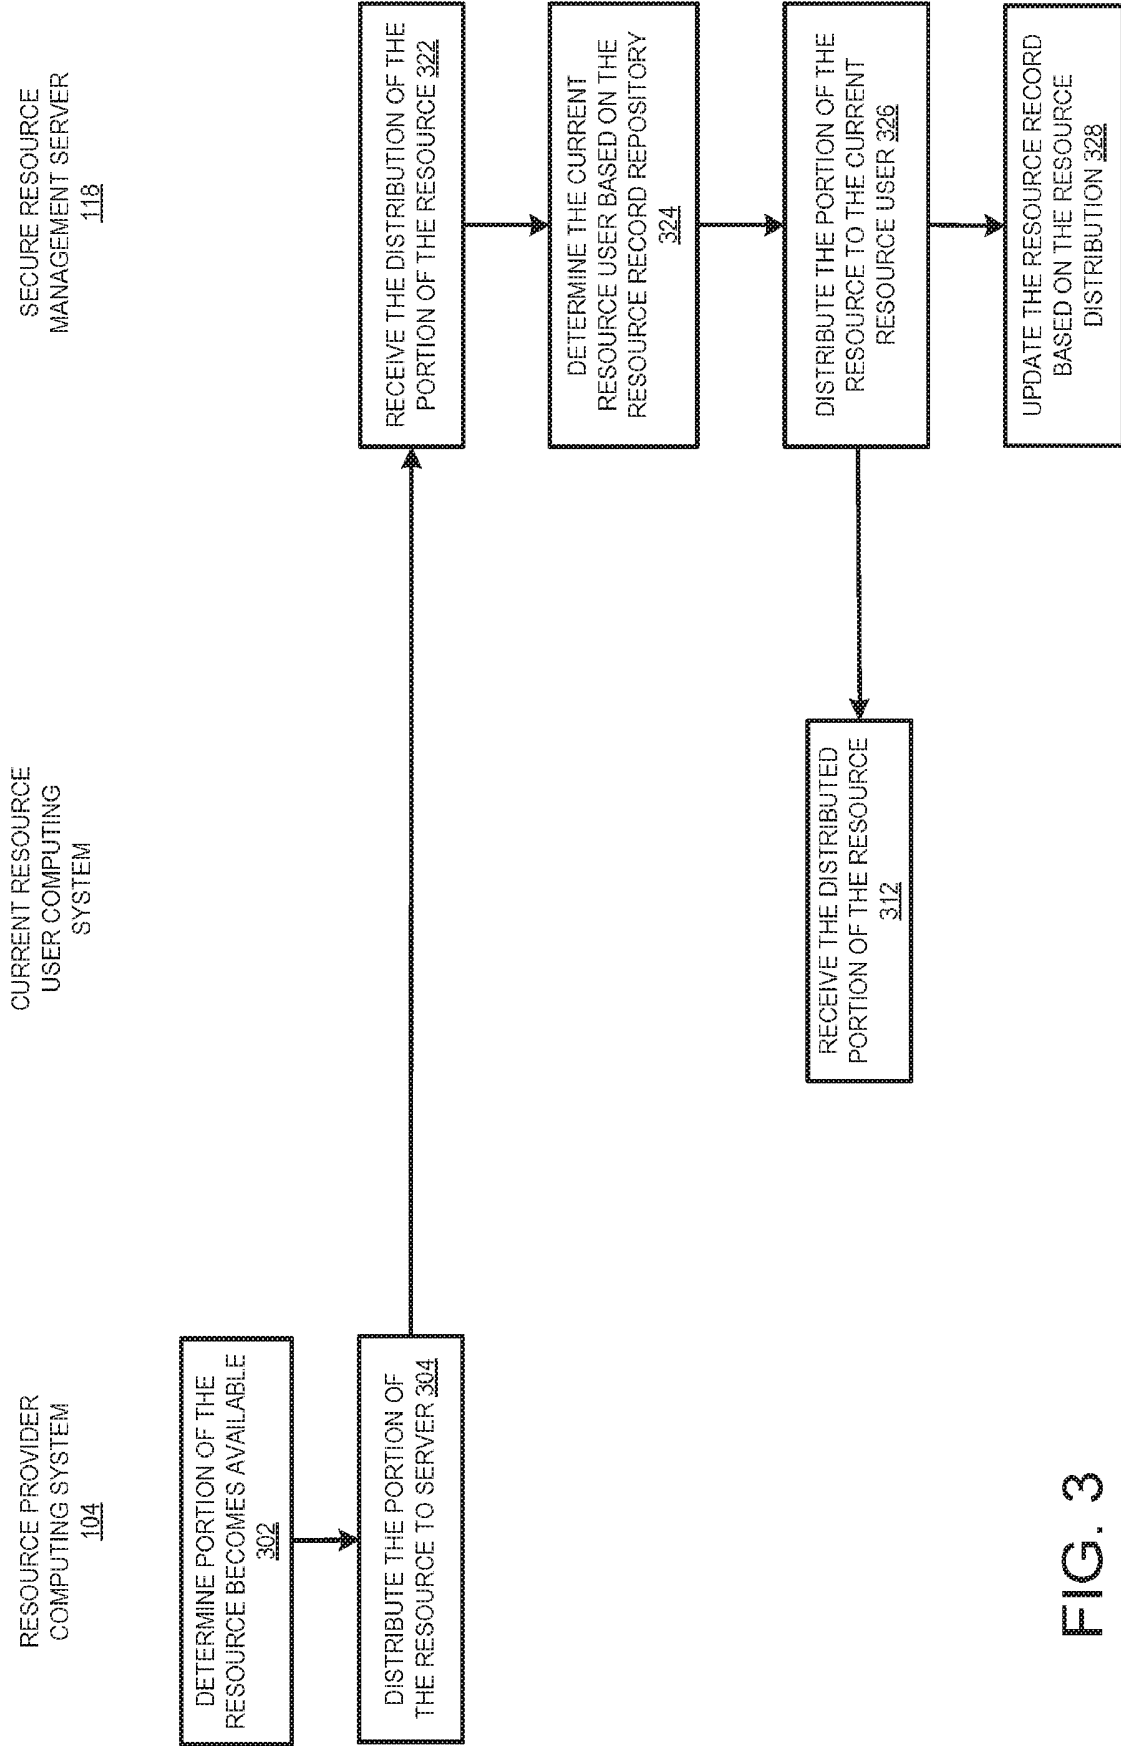 RESOURCE PROVIDER
COMPUTING SYSTEM
104
CURRENT RESOURCE
USER COMPUTING
SYSTEM
SECURE RESOURCE
MANAGEMENT SERVER
118
DETERMINE PORTION OF THE
RESOURCE BECOMES AVAILABLE
302
DISTRIBUTE THE PORTION OF
THE RESOURCE TO SERVER 304
RECEIVE THE DISTRIBUTION OF THE
PORTION OF THE RESOURCE 322
DETERMINE THE CURRENT
RESOURCE USER BASED ON THE
RESOURCE RECORD REPOSITORY
324
DISTRIBUTE THE PORTION OF THE
RESOURCE TO THE CURRENT
RESOURCE USER 326
RECEIVE THE DISTRIBUTED
PORTION OF THE RESOURCE
312
UPDATE THE RESOURCE RECORD
BASED ON THE RESOURCE
DISTRIBUTION 328
FIG. 3